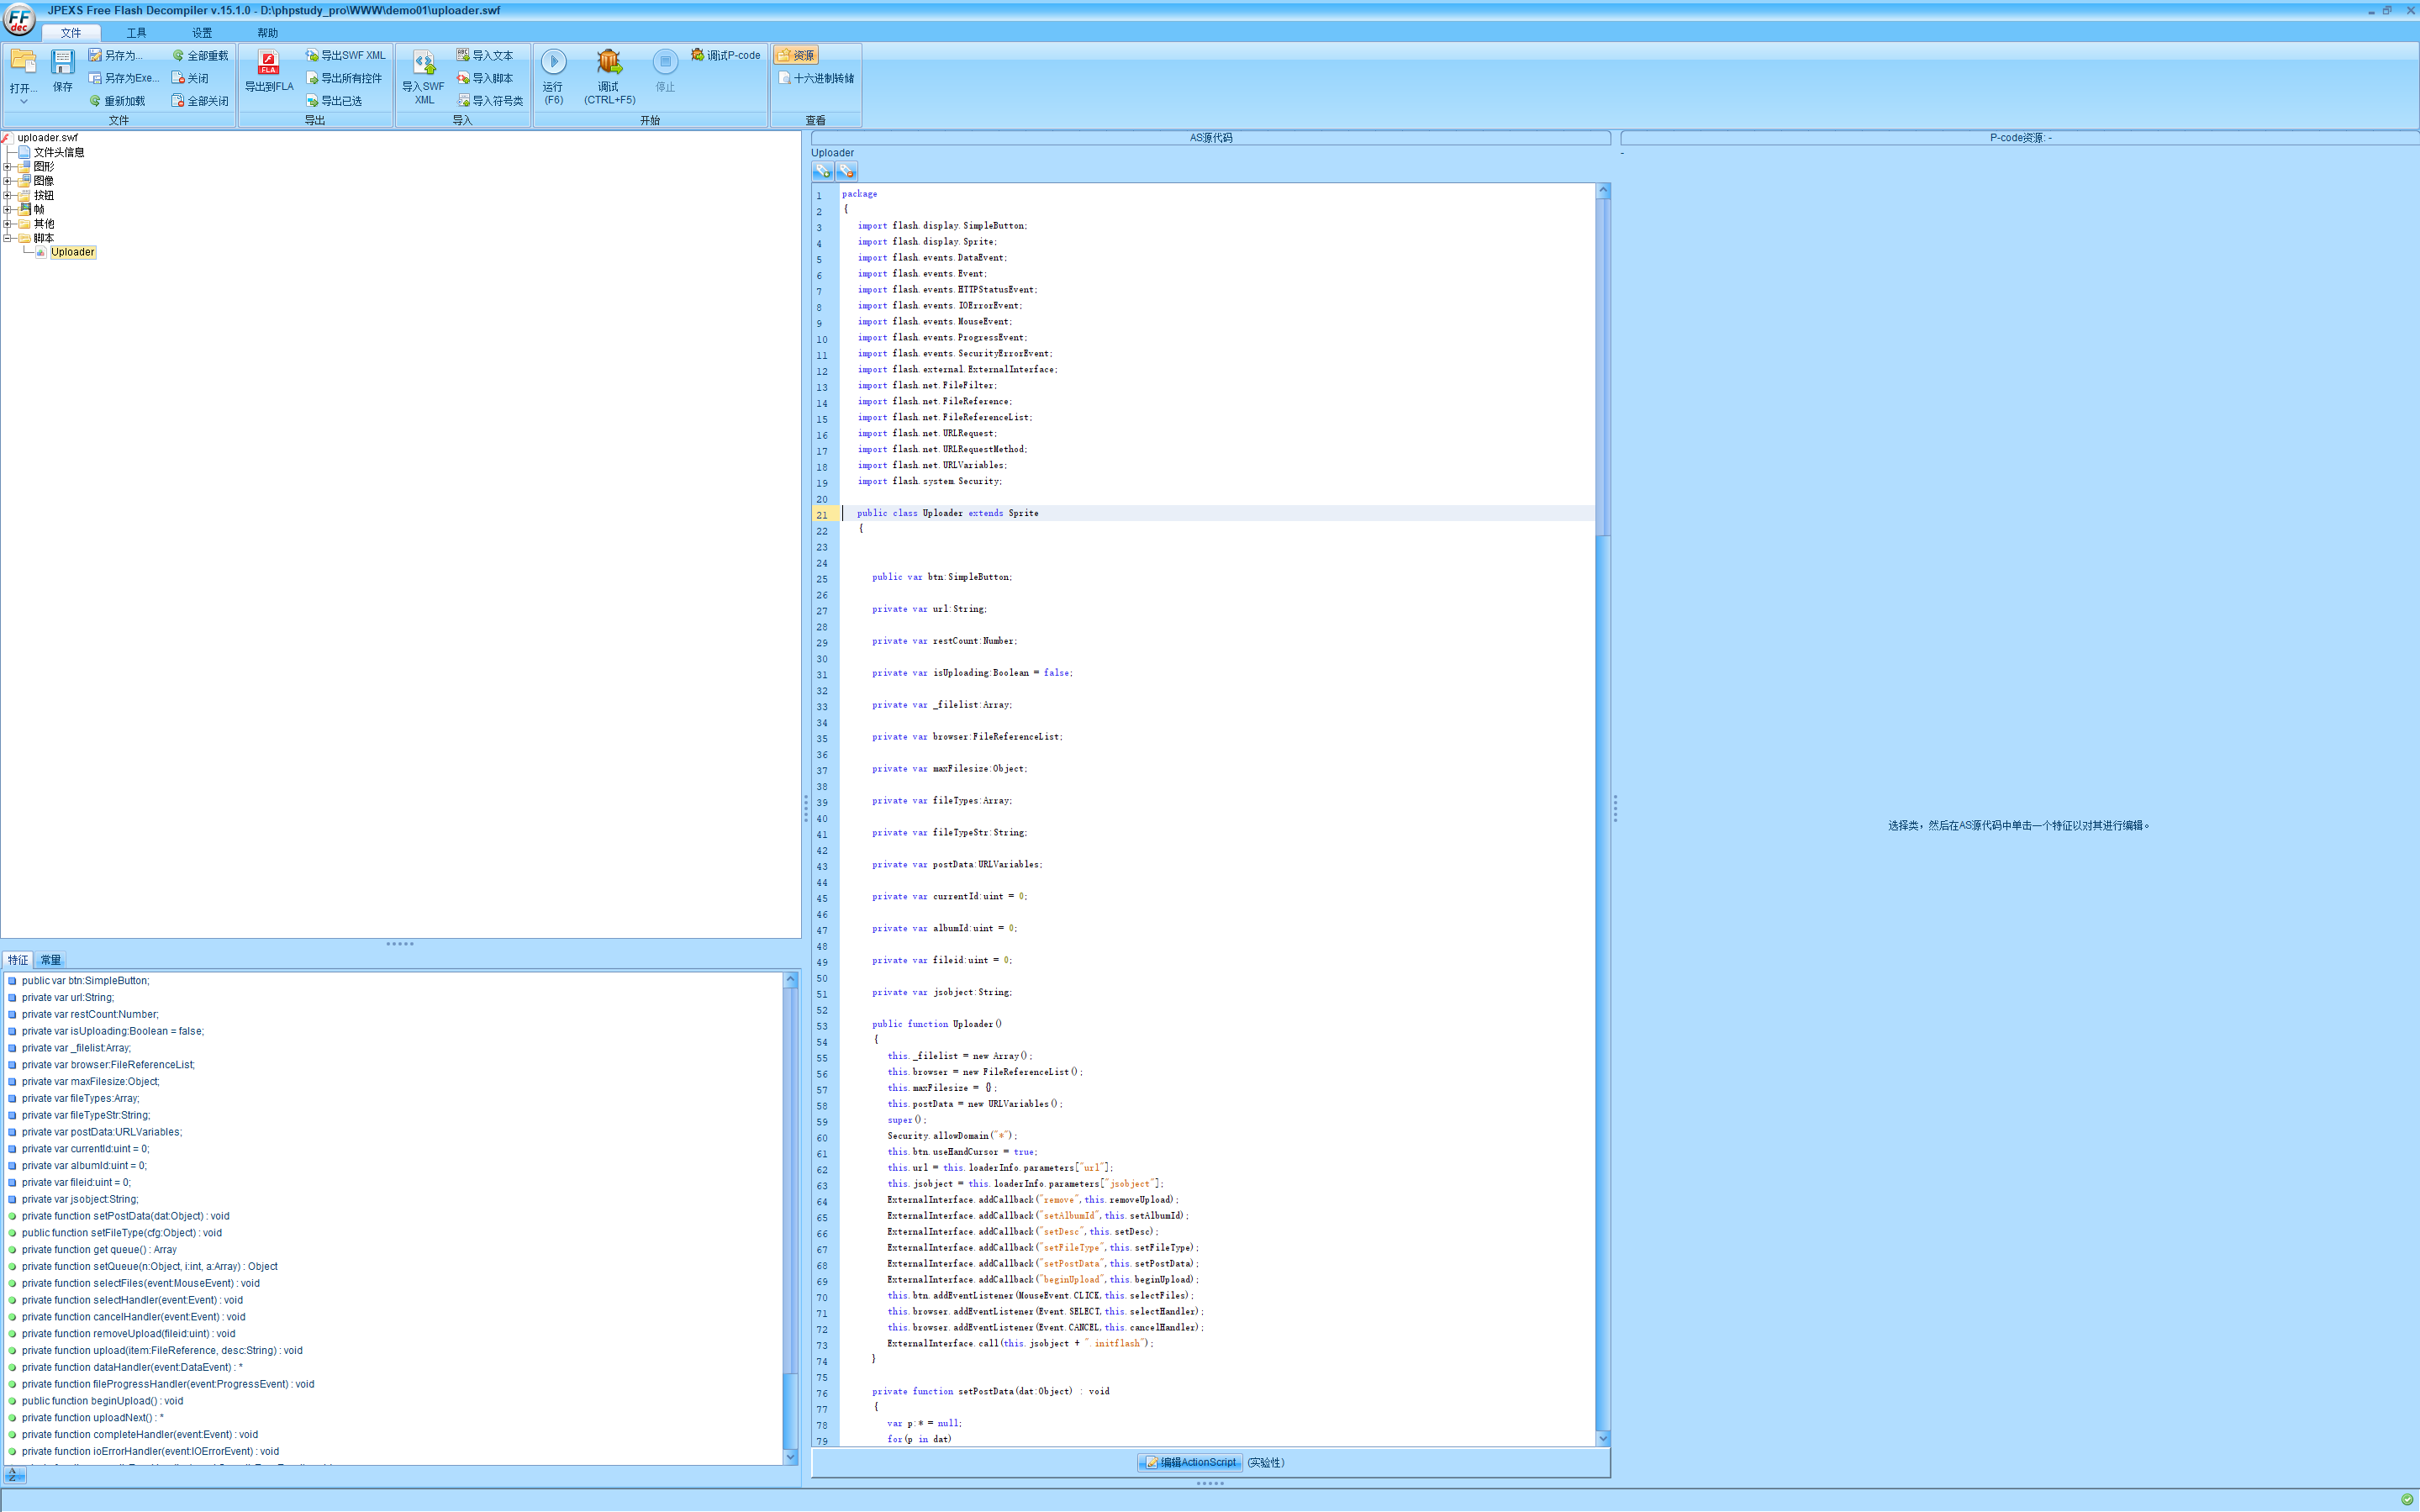 JPEXS Free Flash Decompiler v.15.1.0 - D:\phpstudy_pro\WWW\demo01\uploader.swf
FF
dec
文件 工具 设置 帮助
打开... 保存 另存为... 全部重载 另存为Exe... 关闭 重新加载 全部关闭
文件
FLA 导出到FLA 导出SWF XML 导出所有控件 导出已选
导出
导入SWF XML 导入文本 导入脚本 导入符号类
导入
运行 (F6) 调试 (CTRL+F5) 停止 调试P-code
开始
资源 十六进制转储
查看
uploader.swf
文件头信息
图形
图像
按钮
帧
其他
脚本
Uploader
特征 常量
public var btn:SimpleButton;
private var url:String;
private var restCount:Number;
private var isUploading:Boolean = false;
private var _filelist:Array;
private var browser:FileReferenceList;
private var maxFilesize:Object;
private var fileTypes:Array;
private var fileTypeStr:String;
private var postData:URLVariables;
private var currentId:uint = 0;
private var albumId:uint = 0;
private var fileid:uint = 0;
private var jsobject:String;
private function setPostData(dat:Object) : void
public function setFileType(cfg:Object) : void
private function get queue() : Array
private function setQueue(n:Object, i:int, a:Array) : Object
private function selectFiles(event:MouseEvent) : void
private function selectHandler(event:Event) : void
private function cancelHandler(event:Event) : void
private function removeUpload(fileid:uint) : void
private function upload(item:FileReference, desc:String) : void
private function dataHandler(event:DataEvent) : *
private function fileProgressHandler(event:ProgressEvent) : void
public function beginUpload() : void
private function uploadNext() : *
private function completeHandler(event:Event) : void
private function ioErrorHandler(event:IOErrorEvent) : void
AS源代码
Uploader
1 package
2 {
3 import flash.display.SimpleButton;
4 import flash.display.Sprite;
5 import flash.events.DataEvent;
6 import flash.events.Event;
7 import flash.events.HTTPStatusEvent;
8 import flash.events.IOErrorEvent;
9 import flash.events.MouseEvent;
10 import flash.events.ProgressEvent;
11 import flash.events.SecurityErrorEvent;
12 import flash.external.ExternalInterface;
13 import flash.net.FileFilter;
14 import flash.net.FileReference;
15 import flash.net.FileReferenceList;
16 import flash.net.URLRequest;
17 import flash.net.URLRequestMethod;
18 import flash.net.URLVariables;
19 import flash.system.Security;
20
21 public class Uploader extends Sprite
22 {
23
24
25 public var btn:SimpleButton;
26
27 private var url:String;
28
29 private var restCount:Number;
30
31 private var isUploading:Boolean = false;
32
33 private var _filelist:Array;
34
35 private var browser:FileReferenceList;
36
37 private var maxFilesize:Object;
38
39 private var fileTypes:Array;
40
41 private var fileTypeStr:String;
42
43 private var postData:URLVariables;
44
45 private var currentId:uint = 0;
46
47 private var albumId:uint = 0;
48
49 private var fileid:uint = 0;
50
51 private var jsobject:String;
52
53 public function Uploader()
54 {
55 this._filelist = new Array();
56 this.browser = new FileReferenceList();
57 this.maxFilesize = {};
58 this.postData = new URLVariables();
59 super();
60 Security.allowDomain("*");
61 this.btn.useHandCursor = true;
62 this.url = this.loaderInfo.parameters["url"];
63 this.jsobject = this.loaderInfo.parameters["jsobject"];
64 ExternalInterface.addCallback("remove",this.removeUpload);
65 ExternalInterface.addCallback("setAlbumId",this.setAlbumId);
66 ExternalInterface.addCallback("setDesc",this.setDesc);
67 ExternalInterface.addCallback("setFileType",this.setFileType);
68 ExternalInterface.addCallback("setPostData",this.setPostData);
69 ExternalInterface.addCallback("beginUpload",this.beginUpload);
70 this.btn.addEventListener(MouseEvent.CLICK,this.selectFiles);
71 this.browser.addEventListener(Event.SELECT,this.selectHandler);
72 this.browser.addEventListener(Event.CANCEL,this.cancelHandler);
73 ExternalInterface.call(this.jsobject + ".initflash");
74 }
75
76 private function setPostData(dat:Object) : void
77 {
78 var p:* = null;
79 for(p in dat)
编辑ActionScript (实验性)
P-code资源: -
-
选择类，然后在AS源代码中单击一个特征以对其进行编辑。